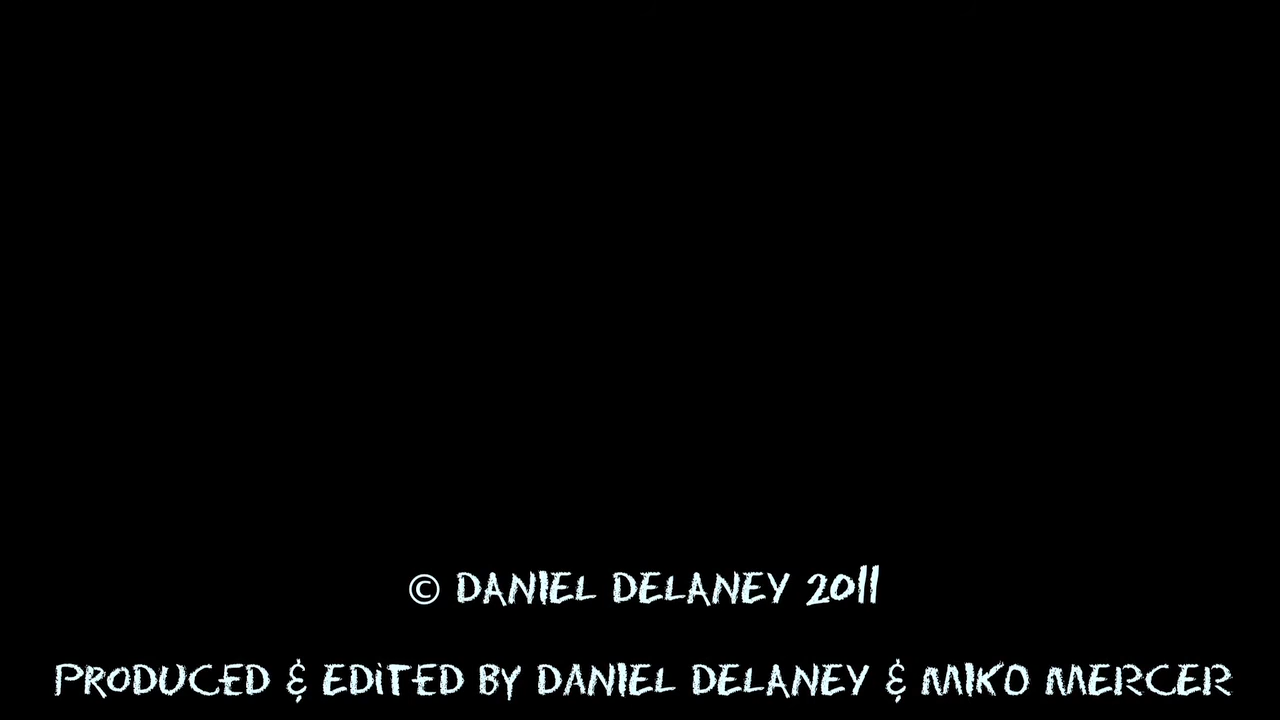 © DANIEL DELANEY 2011
PRODUCED & EDITED BY DANIEL DELANEY & MIKO MERCER